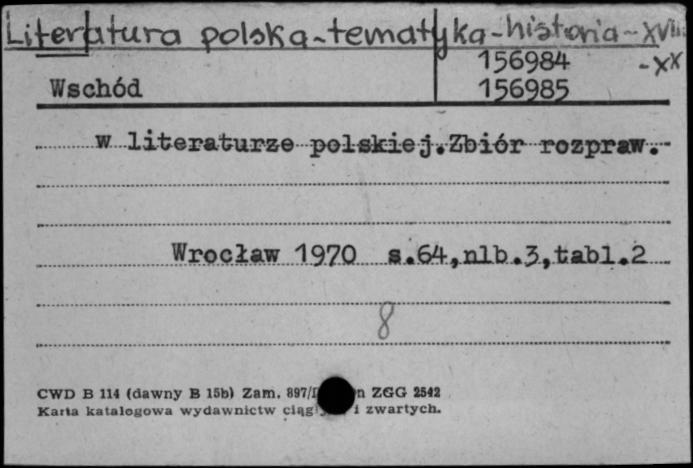 Literatura polska-tematyka-historia-XVIII
156984 -XX
Wschód 156985
w literaturze polskiej.Zbiór rozpraw.-
Wrocław 1970 s.64,nlb.3,tabl.2
8
CWD B 114 (dawny B 15b) Zam. 897/ n ZGG 2542
Karta katalogowa wydawnictw ciąg i zwartych.